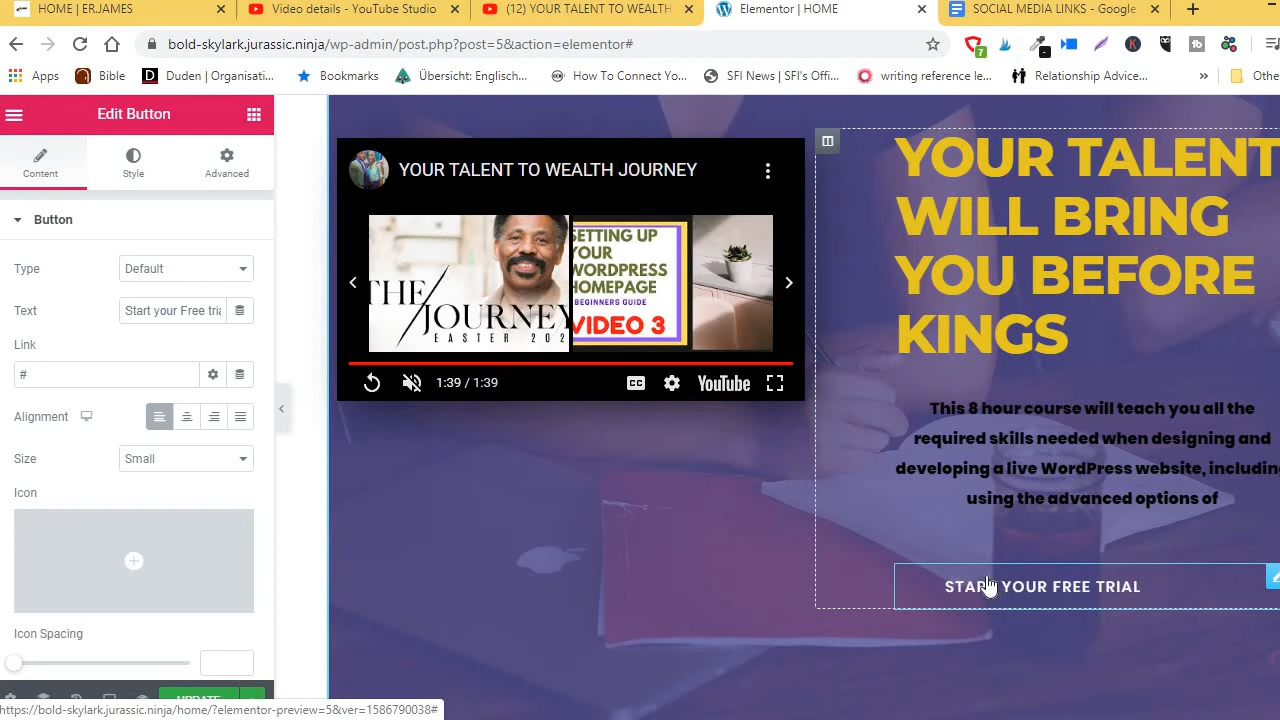 HOME | ERJAMES
Video details - YouTube Studio
(12) YOUR TALENT TO WEALTH
Elementor | HOME
SOCIAL MEDIA LINKS - Google
bold-skylark.jurassic.ninja/wp-admin/post.php?post=5&action=elementor#
7
Apps
Bible
D
Duden | Organisati...
Bookmarks
Übersicht: Englisch...
How To Connect Yo...
SFI News | SFI's Offi...
writing reference le...
Relationship Advice...
Othe
Edit Button
Content
Style
Advanced
Button
Type
Default
Text
Start your Free tria
Link
#
Alignment
Size
Small
Icon
Icon Spacing
UPDATE
YOUR TALENT TO WEALTH JOURNEY
THE
JOURNEY
EASTER 202
SETTING UP
YOUR
WORDPRESS
HOMEPAGE
BEGINNERS GUIDE
VIDEO 3
1:39 / 1:39
CC
YouTube
YOUR TALENT
WILL BRING
YOU BEFORE
KINGS
This 8 hour course will teach you all the
required skills needed when designing and
developing a live WordPress website, including
using the advanced options of
START YOUR FREE TRIAL
https://bold-skylark.jurassic.ninja/home/?elementor-preview=5&ver=1586790038#